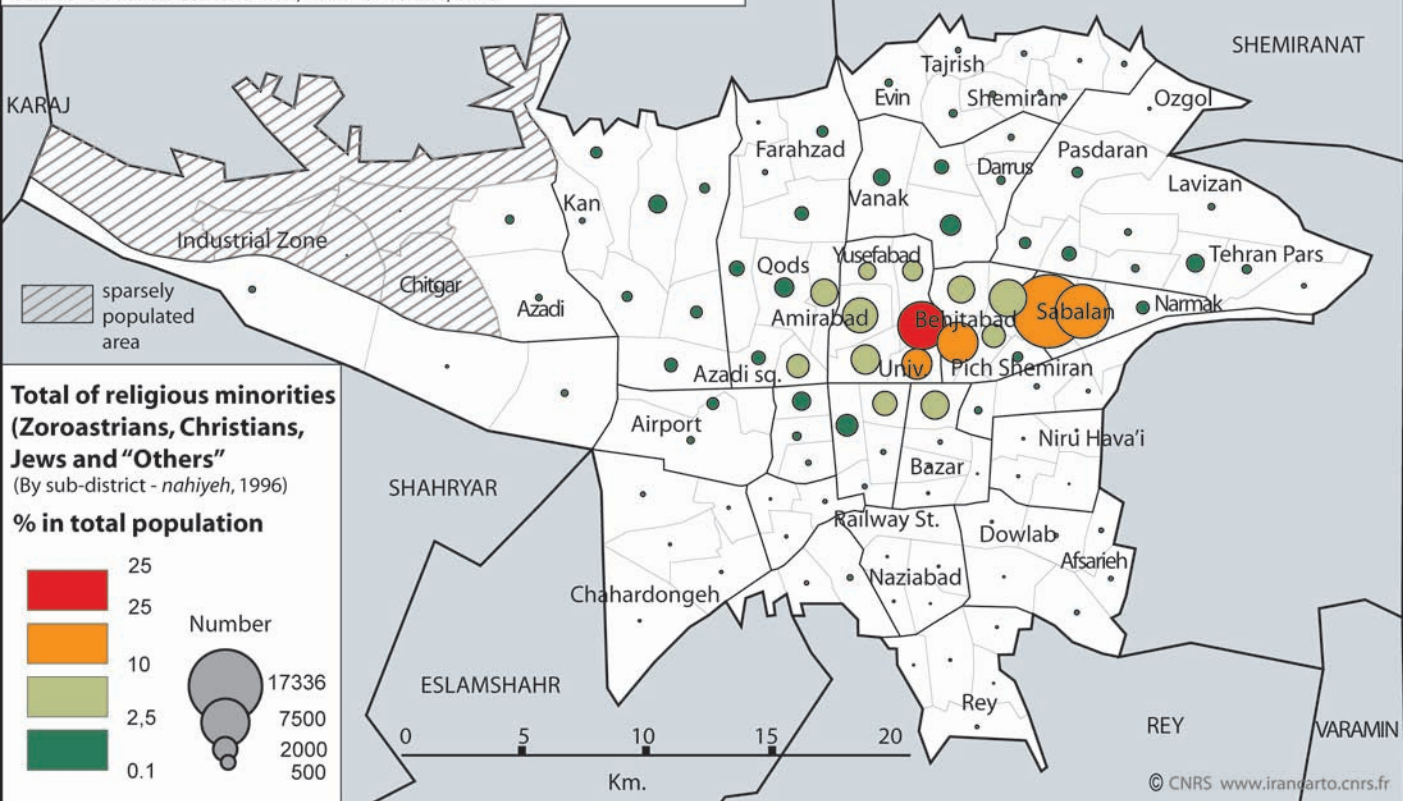 SHEMIRANAT
KARAJ
Tajrish
Evin
Shemiran
Ozgol
Farahzad
Darrus
Pasdaran
Kan
Vanak
Lavizan
Industrial Zone
Yusefabad
Tehran Pars
Qods
Chitgar
sparsely
populated
area
Azadi
Amirabad
Behjtabad
Sabalan
Narmak
Azadi sq.
Univ.
Pich Shemiran
Total of religious minorities
(Zoroastrians, Christians,
Jews and “Others”
(By sub-district - nahiyeh, 1996)
% in total population
25
25
10
2,5
0.1
Number
17336
7500
2000
500
Airport
Niru Hava'i
Bazar
SHAHRYAR
Railway St.
Dowlab
Afsarieh
Chahardongeh
Naziabad
ESLAMSHAHR
Rey
REY
VARAMIN
0 5 10 15 20
Km.
© CNRS www.irancarto.cnrs.fr